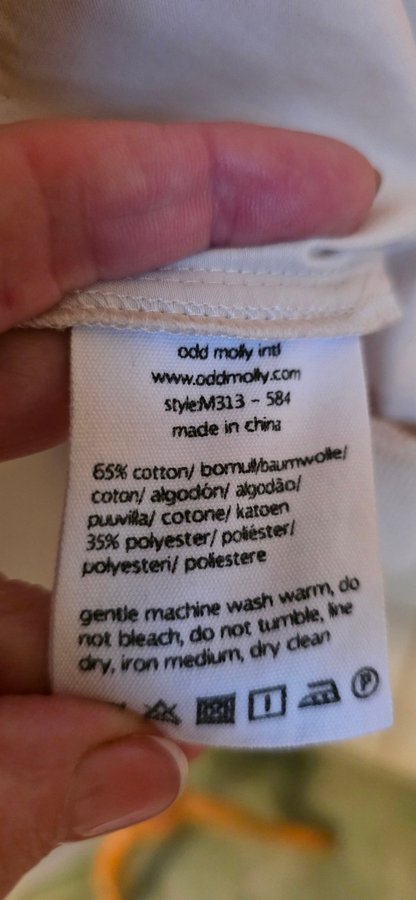 odd molly intl
www.oddmolly.com
style:M313 - 584
made in china
65% cotton/ bomull/baumwolle/
coton/ algodón/ algodão/
puuvilla/ cotone/ katoen
35% polyester/ poliéster/
polyesteri/ poliestere
gentle machine wash warm, do
not bleach, do not tumble, line
dry, iron medium, dry clean
P